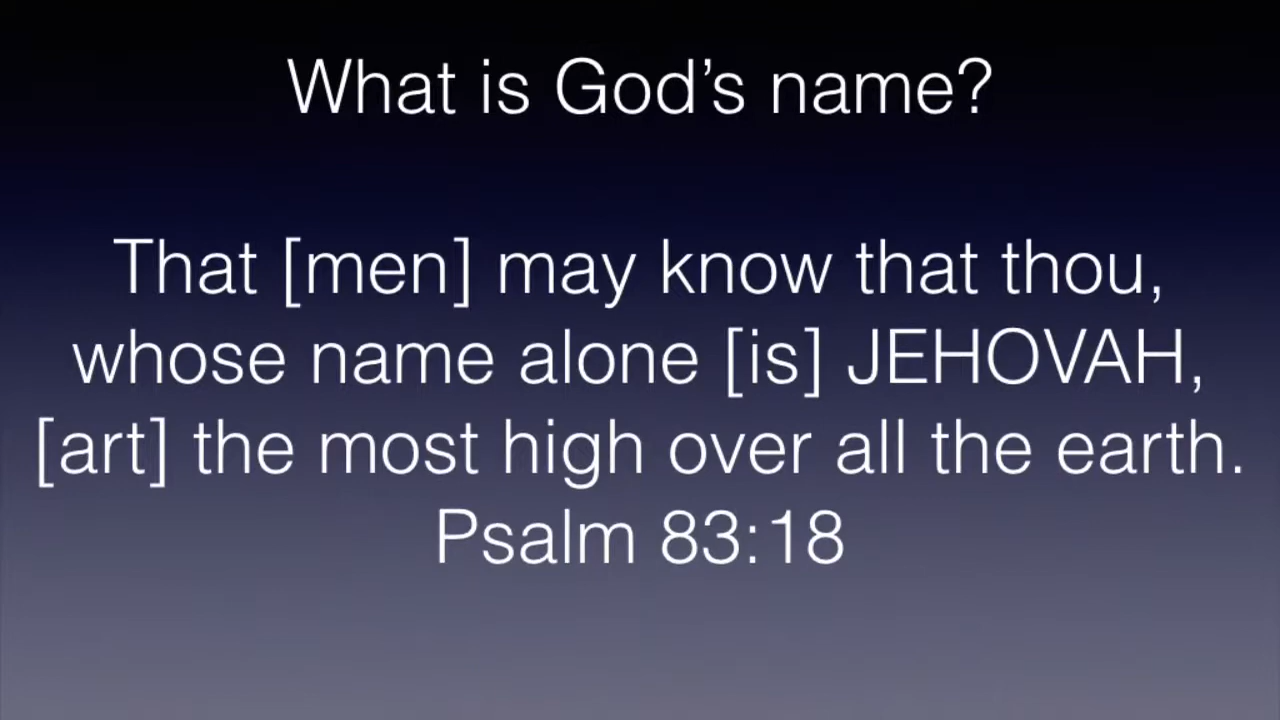 What is God’s name?
That [men] may know that thou,
whose name alone [is] JEHOVAH,
[art] the most high over all the earth.
Psalm 83:18